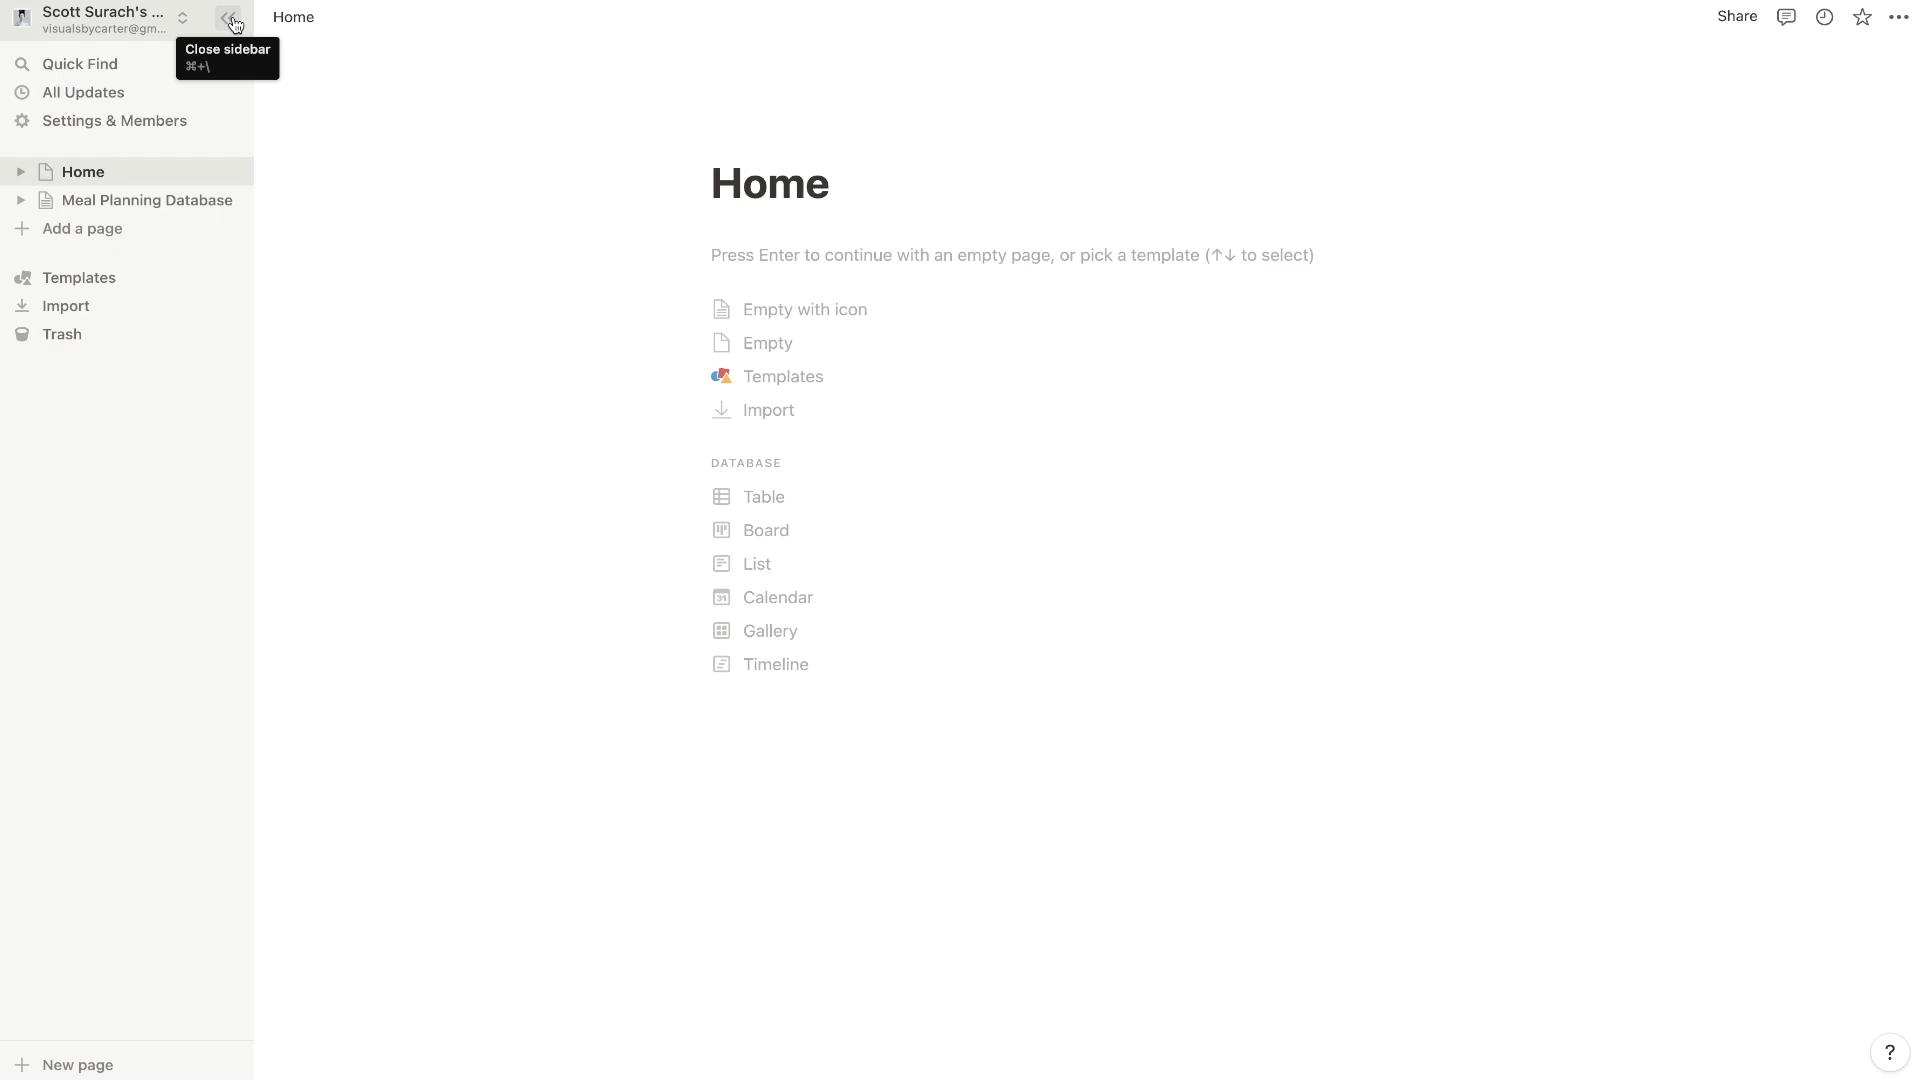 Scott Surach's ...
visualsbycarter@gm...
Home
Share
Close sidebar
⌘+\
Quick Find
All Updates
Settings & Members
Home
Meal Planning Database
Add a page
Templates
Import
Trash
Home
Press Enter to continue with an empty page, or pick a template (↑↓ to select)
Empty with icon
Empty
Templates
Import
DATABASE
Table
Board
List
31
Calendar
Gallery
Timeline
New page
?